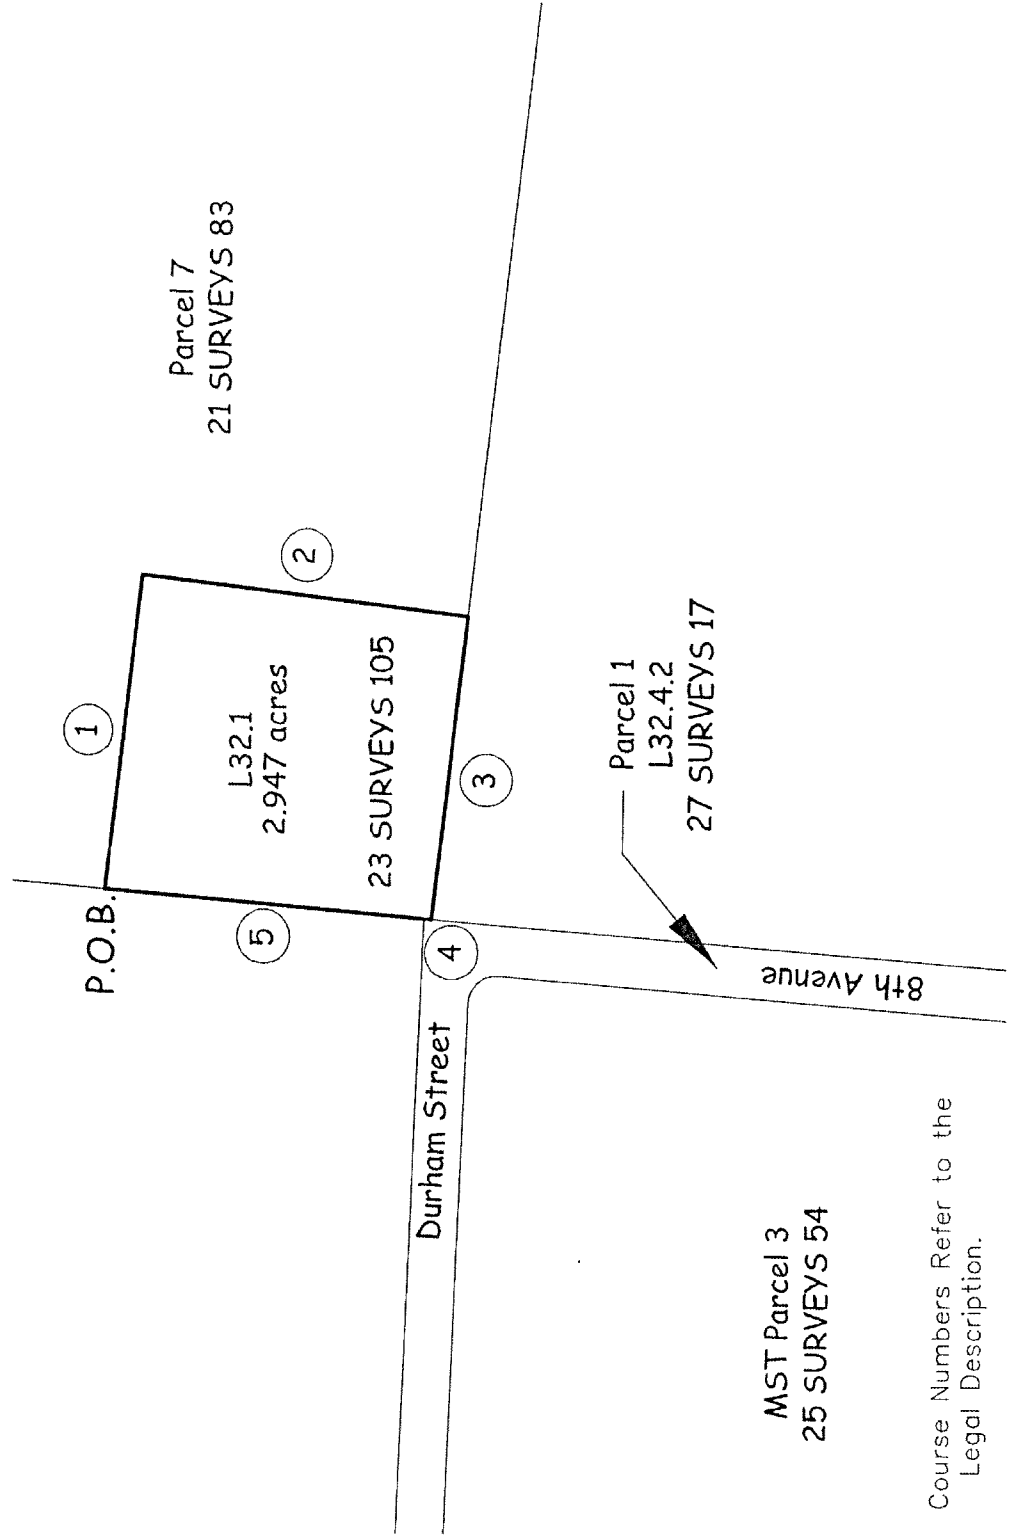 Parcel 7
21 SURVEYS 83
1
2
P.O.B.
L32.1
2.947 acres
23 SURVEYS 105
5
3
4
Parcel 1
L32.4.2
27 SURVEYS 17
Durham Street
8th Avenue
MST Parcel 3
25 SURVEYS 54
Course Numbers Refer to the
Legal Description.